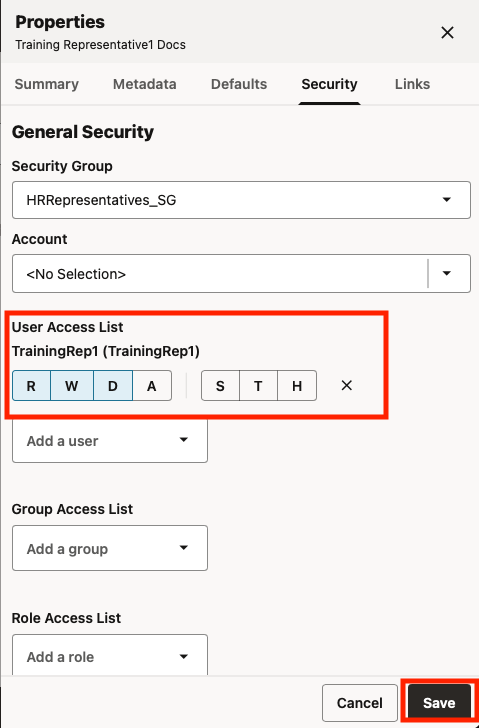 Properties
Training Representative1 Docs
Summary Metadata Defaults Security Links
General Security
Security Group
HRRepresentatives_SG
Account
<No Selection>
User Access List
TrainingRep1 (TrainingRep1)
R W D A S T H
Add a user
Group Access List
Add a group
Role Access List
Add a role
Cancel Save